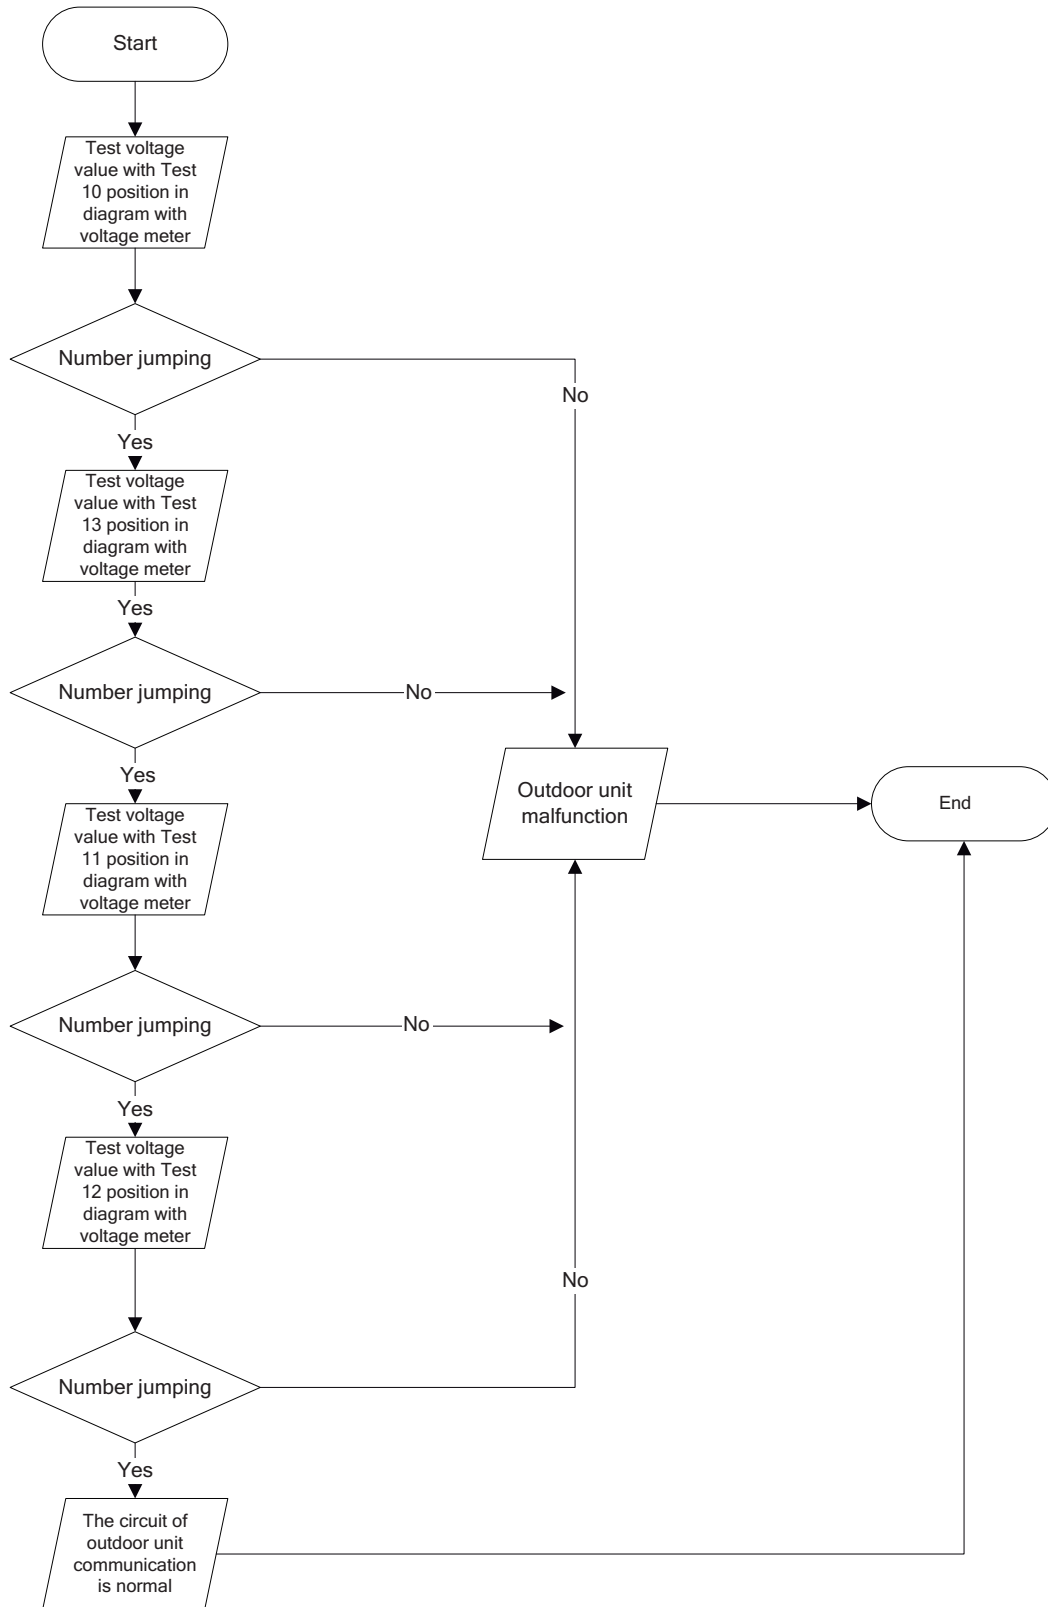 Start
Test voltage
value with Test
10 position in
diagram with
voltage meter
Number jumping
No
Yes
Test voltage
value with Test
13 position in
diagram with
voltage meter
Yes
Number jumping
No
Yes
Outdoor unit
malfunction
End
Test voltage
value with Test
11 position in
diagram with
voltage meter
Number jumping
No
Yes
Test voltage
value with Test
12 position in
diagram with
voltage meter
No
Number jumping
Yes
The circuit of
outdoor unit
communication
is normal